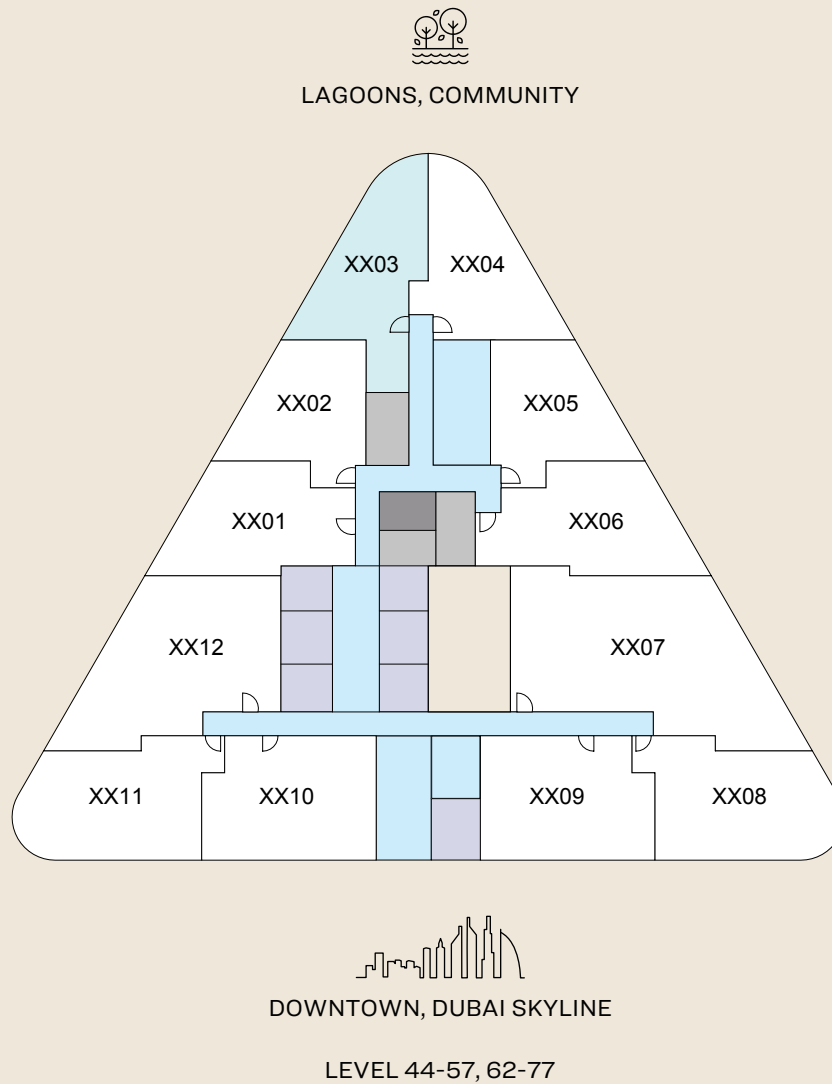 LAGOONS, COMMUNITY
XX03
XX04
XX02
XX05
XX01
XX06
XX12
XX07
XX11
XX10
XX09
XX08
DOWNTOWN, DUBAI SKYLINE
LEVEL 44-57, 62-77